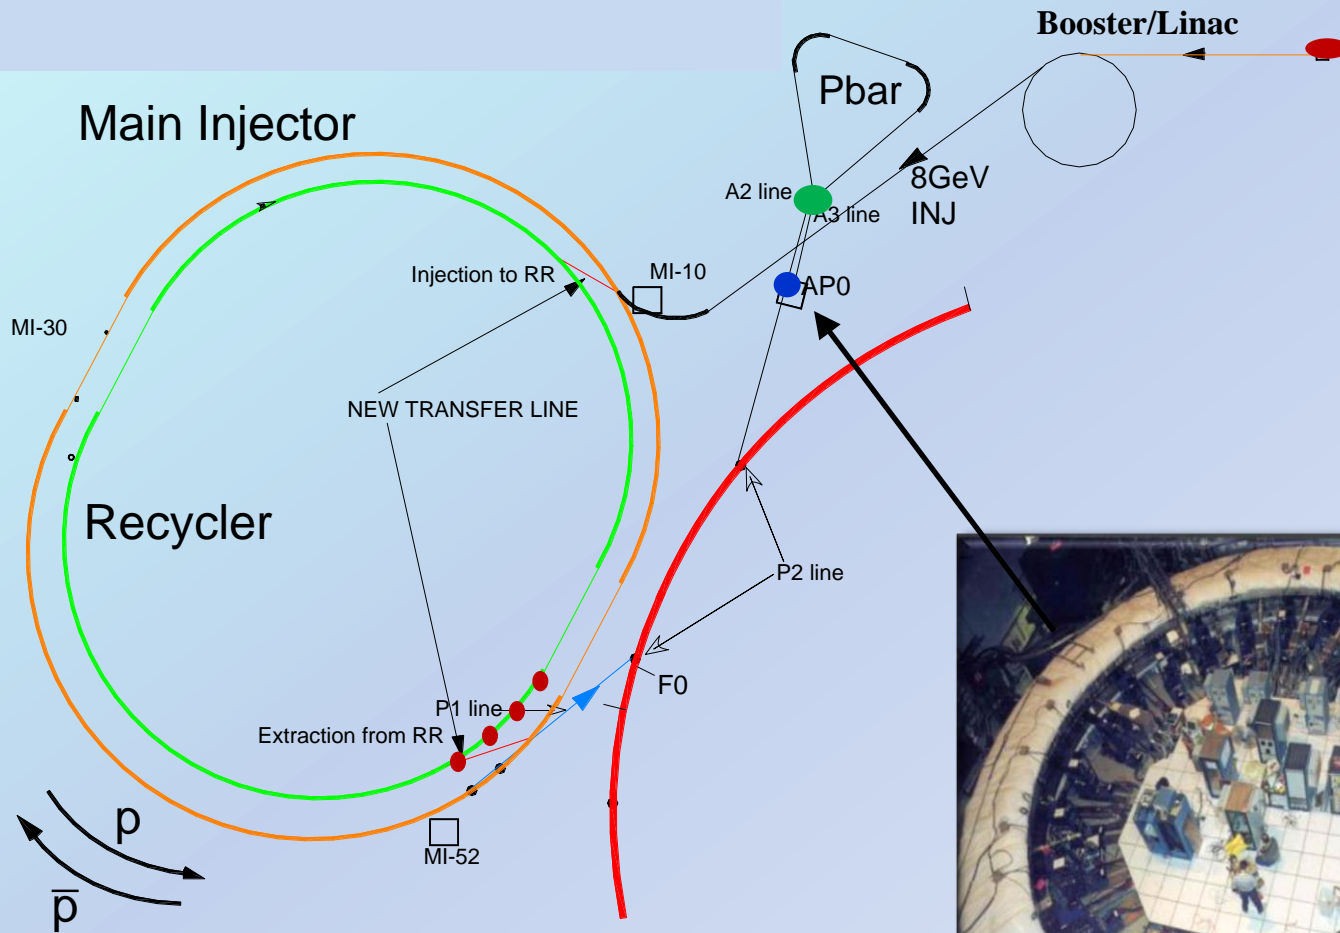 Booster/Linac
Pbar
Main Injector
A2 line
8GeV
INJ
A3 line
Injection to RR
MI-10
AP0
MI-30
NEW TRANSFER LINE
Recycler
P2 line
F0
P1 line
Extraction from RR
p
MI-52
p̅